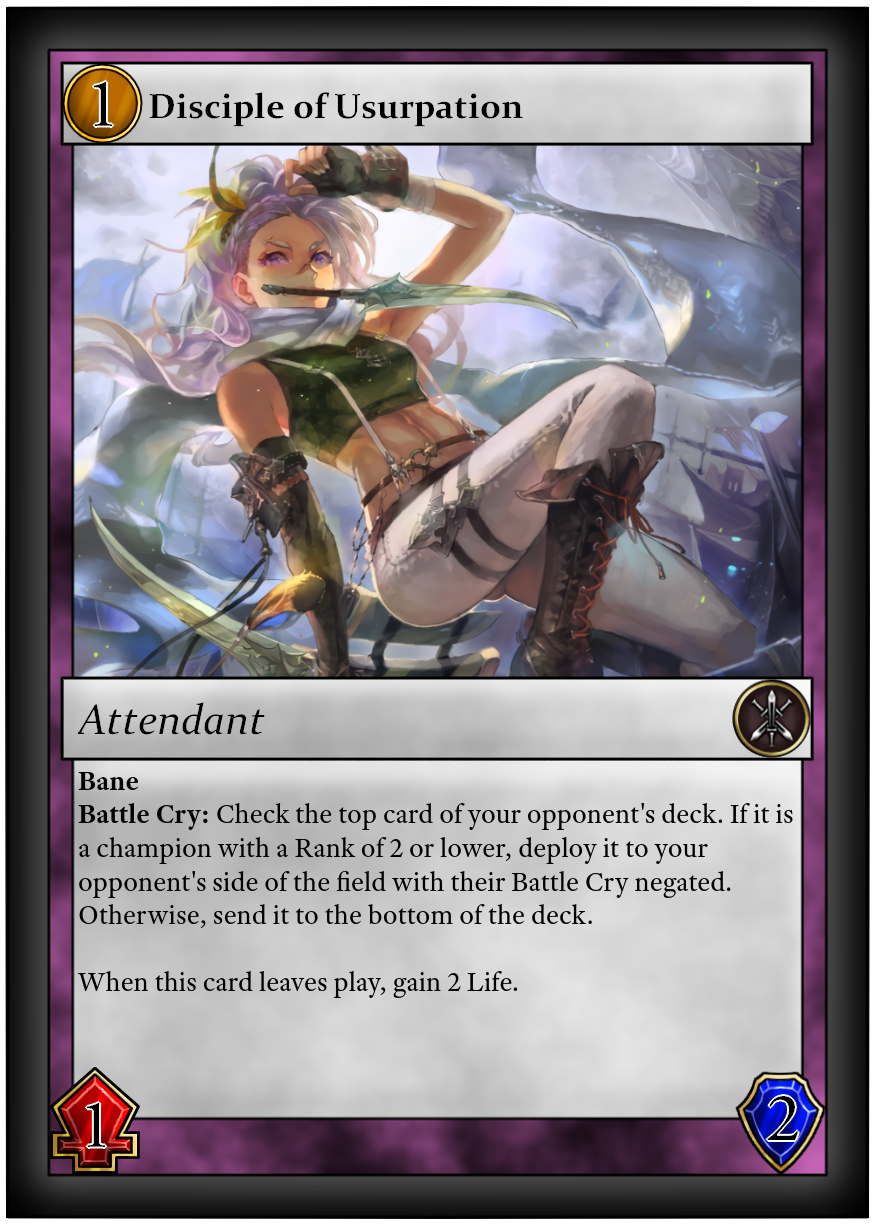 1 Disciple of Usurpation
Attendant
Bane
Battle Cry: Check the top card of your opponent's deck. If it is
a champion with a Rank of 2 or lower, deploy it to your
opponent's side of the field with their Battle Cry negated.
Otherwise, send it to the bottom of the deck.
When this card leaves play, gain 2 Life.
1
2